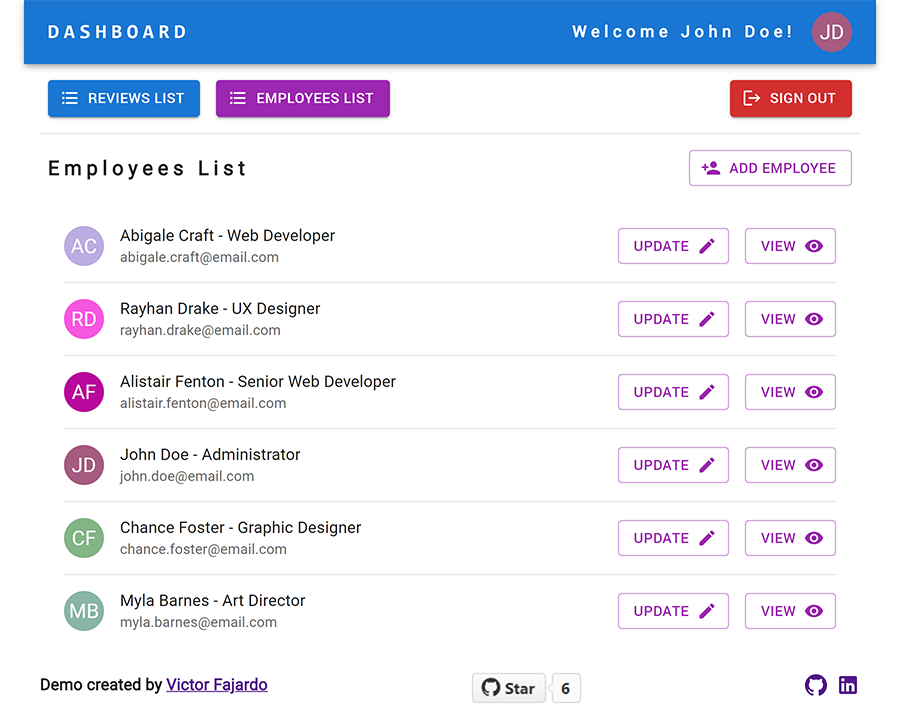 DASHBOARD
Welcome John Doe! JD
REVIEWS LIST EMPLOYEES LIST SIGN OUT
Employees List ADD EMPLOYEE
AC Abigale Craft - Web Developer UPDATE VIEW
abigale.craft@email.com
RD Rayhan Drake - UX Designer UPDATE VIEW
rayhan.drake@email.com
AF Alistair Fenton - Senior Web Developer UPDATE VIEW
alistair.fenton@email.com
JD John Doe - Administrator UPDATE VIEW
john.doe@email.com
CF Chance Foster - Graphic Designer UPDATE VIEW
chance.foster@email.com
MB Myla Barnes - Art Director UPDATE VIEW
myla.barnes@email.com
Demo created by Victor Fajardo Star 6 in